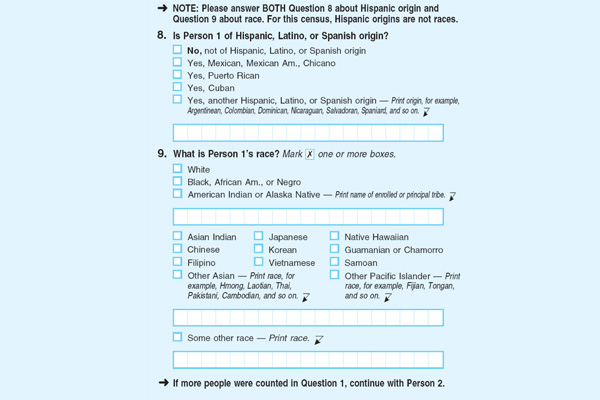 → NOTE: Please answer BOTH Question 8 about Hispanic origin and
Question 9 about race. For this census, Hispanic origins are not races.
8. Is Person 1 of Hispanic, Latino, or Spanish origin?
No, not of Hispanic, Latino, or Spanish origin
Yes, Mexican, Mexican Am., Chicano
Yes, Puerto Rican
Yes, Cuban
Yes, another Hispanic, Latino, or Spanish origin — Print origin, for example,
Argentinean, Colombian, Dominican, Nicaraguan, Salvadoran, Spaniard, and so on.
9. What is Person 1's race? Mark X one or more boxes.
White
Black, African Am., or Negro
American Indian or Alaska Native — Print name of enrolled or principal tribe.
Asian Indian Japanese Native Hawaiian
Chinese Korean Guamanian or Chamorro
Filipino Vietnamese Samoan
Other Asian — Print race, for
example, Hmong, Laotian, Thai,
Pakistani, Cambodian, and so on.
Other Pacific Islander — Print
race, for example, Fijian, Tongan,
and so on.
Some other race — Print race.
→ If more people were counted in Question 1, continue with Person 2.